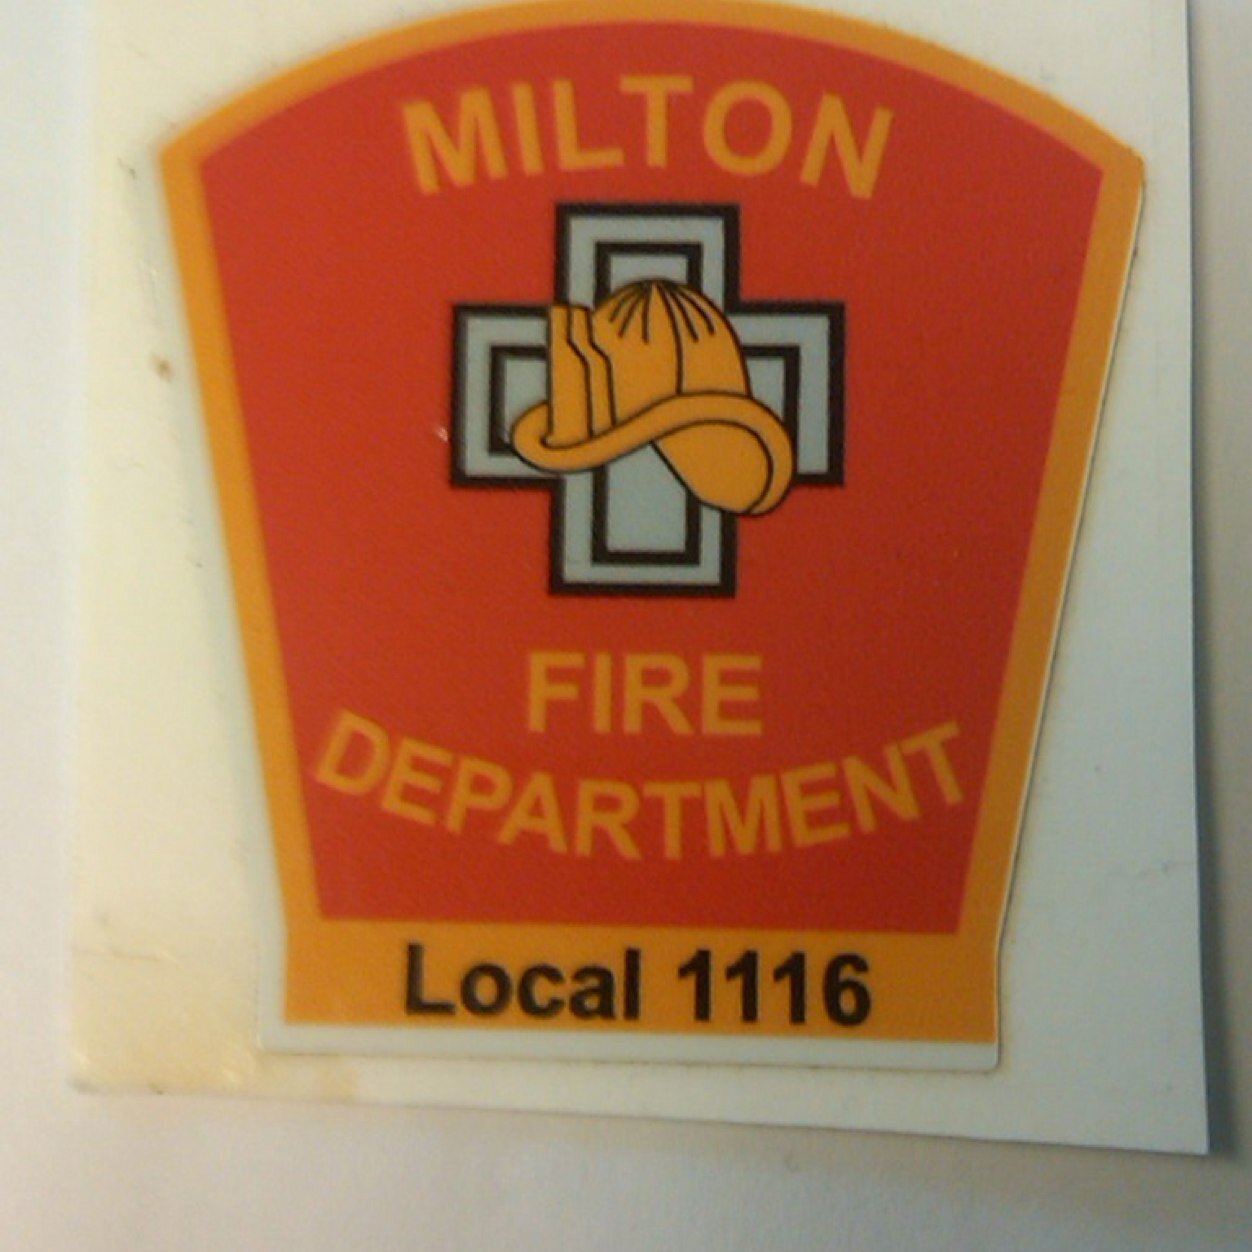 MILTON
FIRE
DEPARTMENT
Local 1116